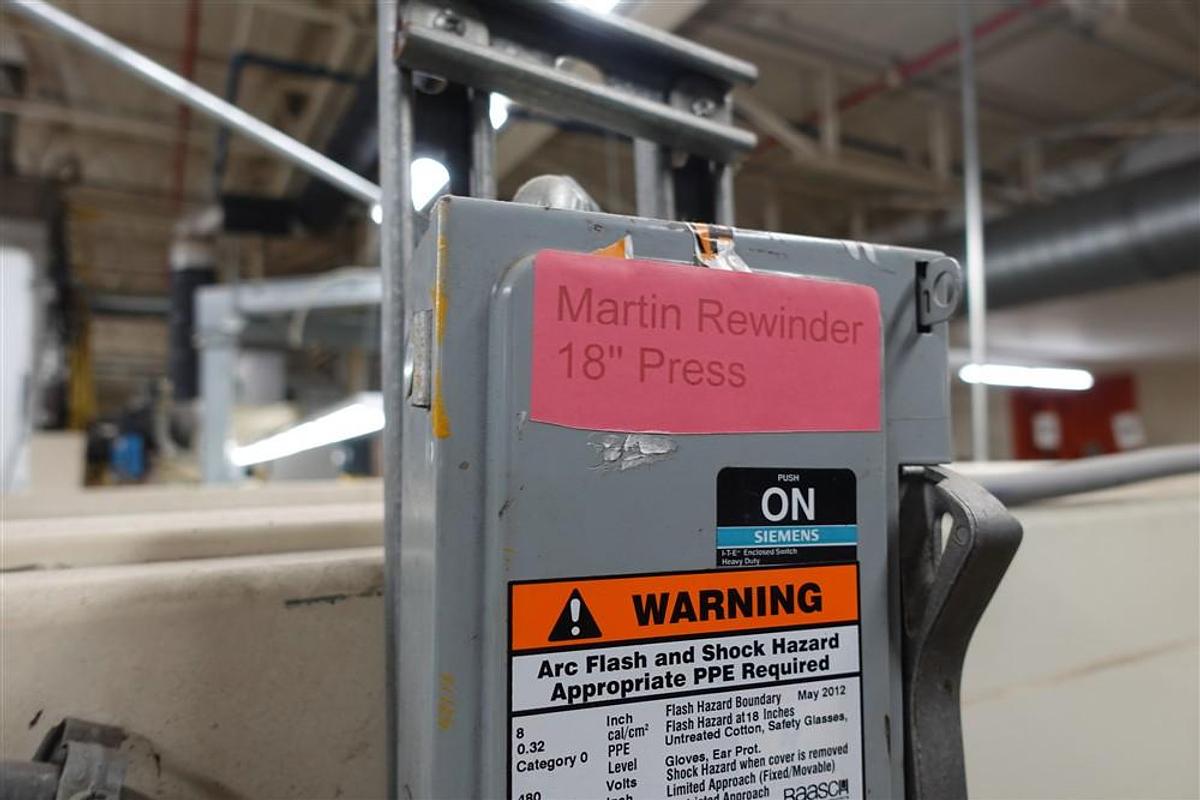 Martin Rewinder
18" Press
PUSH
ON
SIEMENS
I-T-E® Enclosed Switch
Heavy Duty
WARNING
Arc Flash and Shock Hazard
Appropriate PPE Required
May 2012
8 Inch Flash Hazard Boundary
0.32 cal/cm² Flash Hazard at 18 Inches
Category 0 PPE Level Untreated Cotton, Safety Glasses,
Gloves, Ear Prot.
480 Volts Shock Hazard when cover is removed
Inch Limited Approach (Fixed/Movable)
Approach
RAASCH